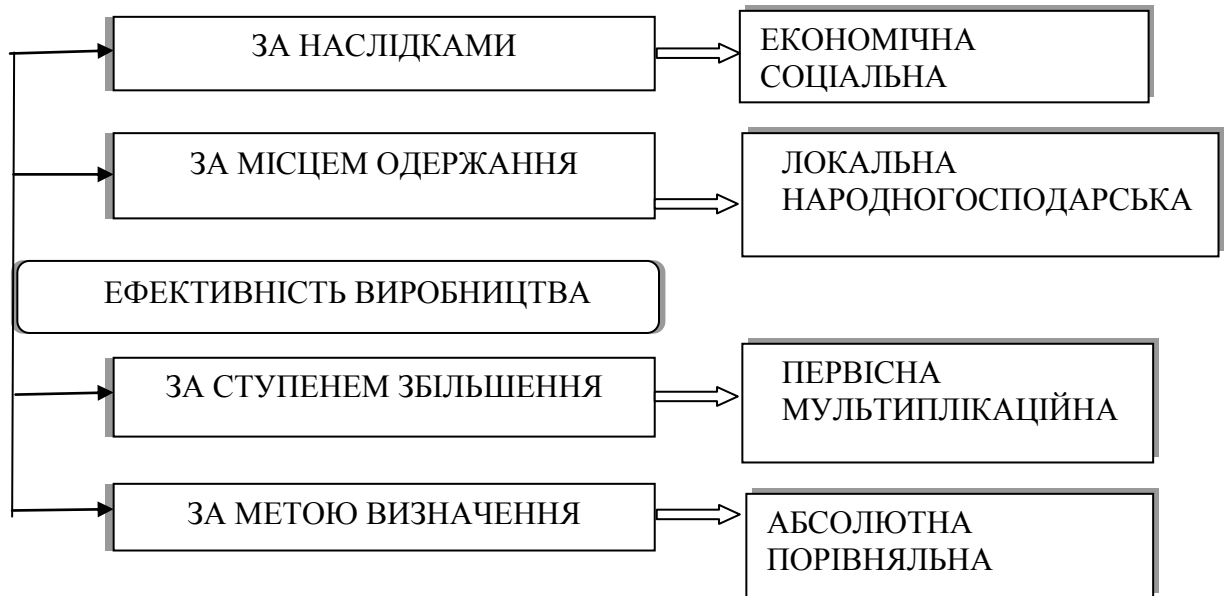 ЗА НАСЛІДКАМИ
ЕКОНОМІЧНА
СОЦІАЛЬНА
ЗА МІСЦЕМ ОДЕРЖАННЯ
ЛОКАЛЬНА
НАРОДНОГОСПОДАРСЬКА
ЕФЕКТИВНІСТЬ ВИРОБНИЦТВА
ЗА СТУПЕНЕМ ЗБІЛЬШЕННЯ
ПЕРВІСНА
МУЛЬТИПЛІКАЦІЙНА
ЗА МЕТОЮ ВИЗНАЧЕННЯ
АБСОЛЮТНА
ПОРІВНЯЛЬНА